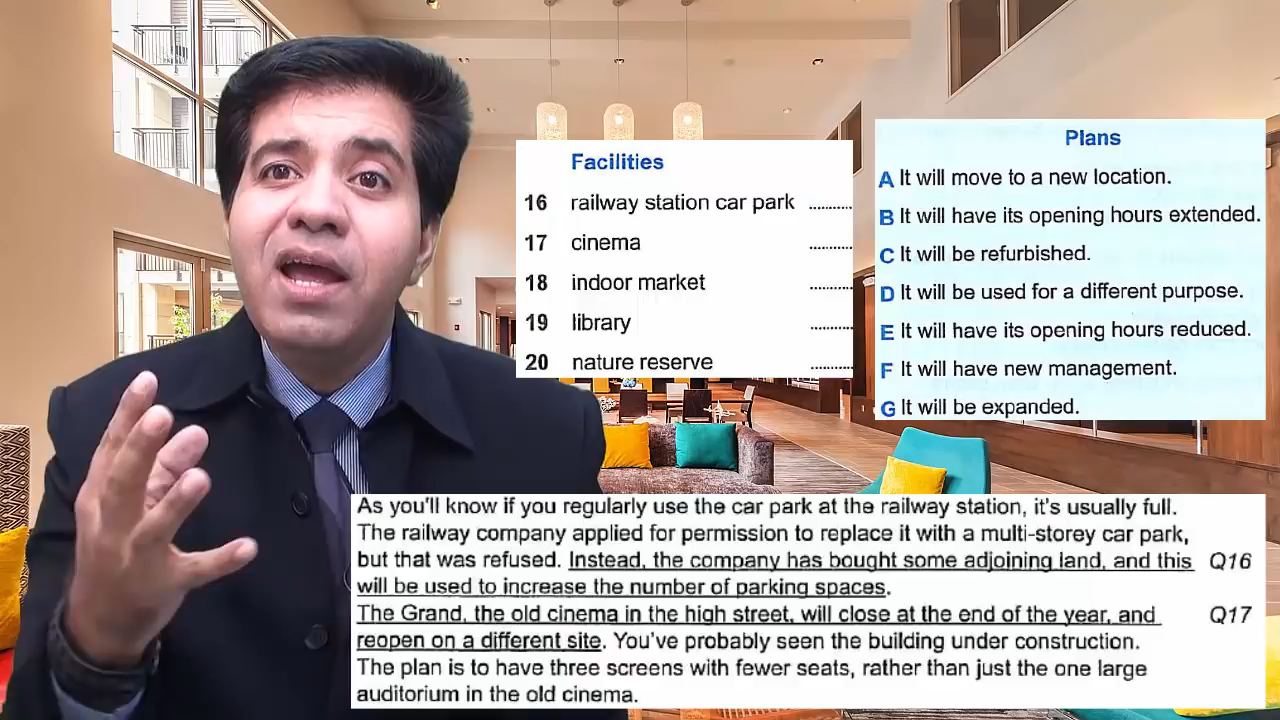 Facilities
16 railway station car park ..........
17 cinema ..........
18 indoor market ..........
19 library ..........
20 nature reserve ..........
Plans
A It will move to a new location.
B It will have its opening hours extended.
C It will be refurbished.
D It will be used for a different purpose.
E It will have its opening hours reduced.
F It will have new management.
G It will be expanded.
As you'll know if you regularly use the car park at the railway station, it's usually full.
The railway company applied for permission to replace it with a multi-storey car park,
but that was refused. Instead, the company has bought some adjoining land, and this Q16
will be used to increase the number of parking spaces.
The Grand, the old cinema in the high street, will close at the end of the year, and Q17
reopen on a different site. You've probably seen the building under construction.
The plan is to have three screens with fewer seats, rather than just the one large
auditorium in the old cinema.